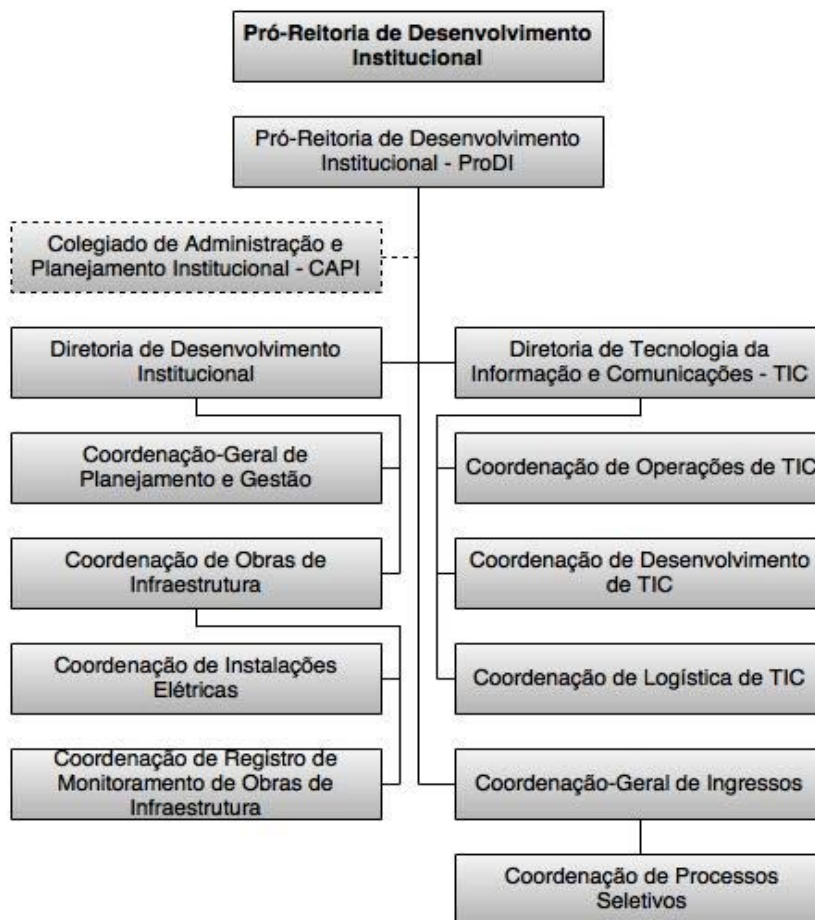 Pró-Reitoria de Desenvolvimento
Institucional
Pró-Reitoria de Desenvolvimento
Institucional - ProDI
Colegiado de Administração e
Planejamento Institucional - CAPI
Diretoria de Desenvolvimento
Institucional
Diretoria de Tecnologia da
Informação e Comunicações - TIC
Coordenação-Geral de
Planejamento e Gestão
Coordenação de Operações de TIC
Coordenação de Obras de
Infraestrutura
Coordenação de Desenvolvimento
de TIC
Coordenação de Instalações
Elétricas
Coordenação de Logística de TIC
Coordenação de Registro de
Monitoramento de Obras de
Infraestrutura
Coordenação-Geral de Ingressos
Coordenação de Processos
Seletivos